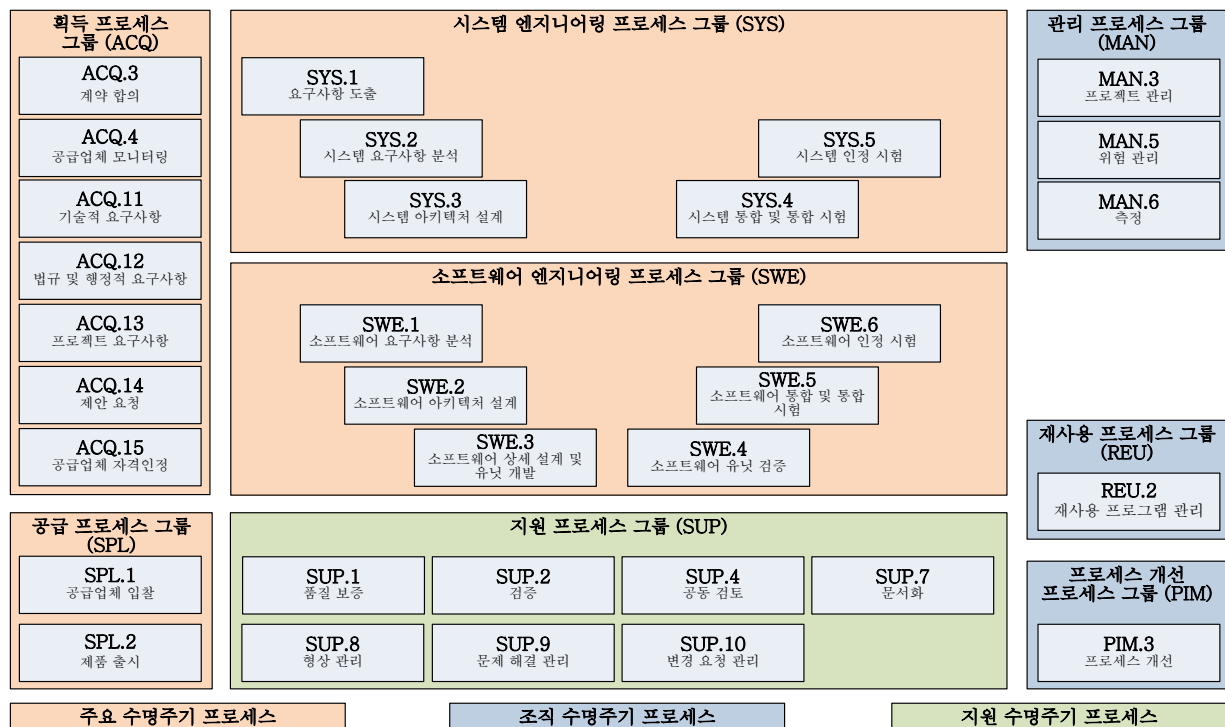 획득 프로세스
그룹 (ACQ)
ACQ.3
계약 합의
ACQ.4
공급업체 모니터링
ACQ.11
기술적 요구사항
ACQ.12
법규 및 행정적 요구사항
ACQ.13
프로젝트 요구사항
ACQ.14
제안 요청
ACQ.15
공급업체 자격인정
시스템 엔지니어링 프로세스 그룹 (SYS)
SYS.1
요구사항 도출
SYS.2
시스템 요구사항 분석
SYS.5
시스템 인정 시험
SYS.3
시스템 아키텍처 설계
SYS.4
시스템 통합 및 통합 시험
소프트웨어 엔지니어링 프로세스 그룹 (SWE)
SWE.1
소프트웨어 요구사항 분석
SWE.6
소프트웨어 인정 시험
SWE.2
소프트웨어 아키텍처 설계
SWE.5
소프트웨어 통합 및 통합
시험
SWE.3
소프트웨어 상세 설계 및
유닛 개발
SWE.4
소프트웨어 유닛 검증
관리 프로세스 그룹
(MAN)
MAN.3
프로젝트 관리
MAN.5
위험 관리
MAN.6
측정
재사용 프로세스 그룹
(REU)
REU.2
재사용 프로그램 관리
공급 프로세스 그룹
(SPL)
SPL.1
공급업체 입찰
SPL.2
제품 출시
지원 프로세스 그룹 (SUP)
SUP.1
품질 보증
SUP.2
검증
SUP.4
공동 검토
SUP.7
문서화
SUP.8
형상 관리
SUP.9
문제 해결 관리
SUP.10
변경 요청 관리
프로세스 개선
프로세스 그룹 (PIM)
PIM.3
프로세스 개선
주요 수명주기 프로세스
조직 수명주기 프로세스
지원 수명주기 프로세스